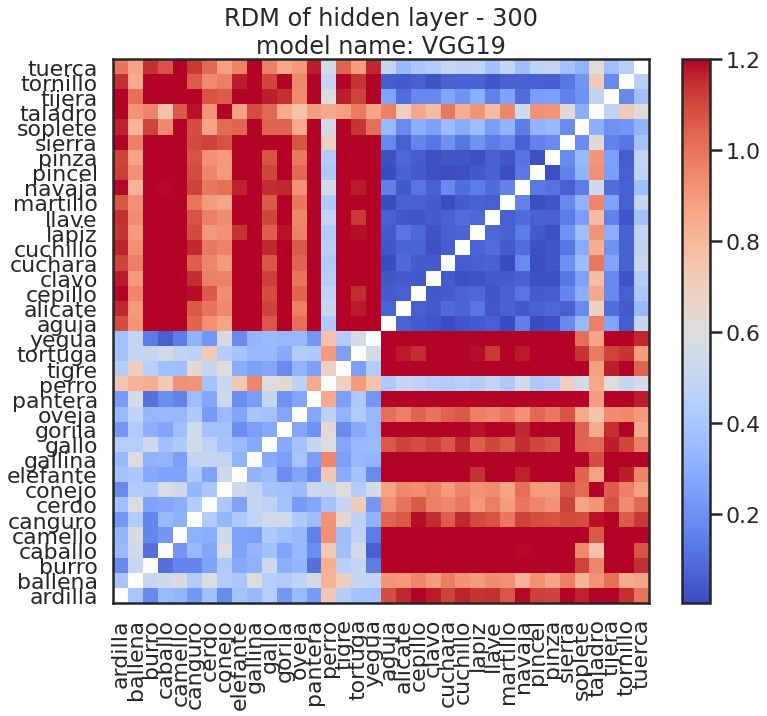 RDM of hidden layer - 300
model name: VGG19
tuerca
tornillo
tijera
taladro
soplete
sierra
pinza
pincel
navaja
martillo
llave
lapiz
cuchillo
cuchara
clavo
cepillo
alicate
aguja
yegua
tortuga
tigre
perro
pantera
oveja
gorila
gallo
gallina
elefante
conejo
cerdo
canguro
camello
caballo
burro
ballena
ardilla
ardilla
ballena
burro
caballo
camello
canguro
cerdo
conejo
elefante
gallina
gallo
gorila
oveja
pantera
perro
tigre
tortuga
yegua
aguja
alicate
cepillo
clavo
cuchara
cuchillo
lapiz
llave
martillo
navaja
pincel
pinza
sierra
soplete
taladro
tijera
tornillo
tuerca
1.2
1.0
0.8
0.6
0.4
0.2